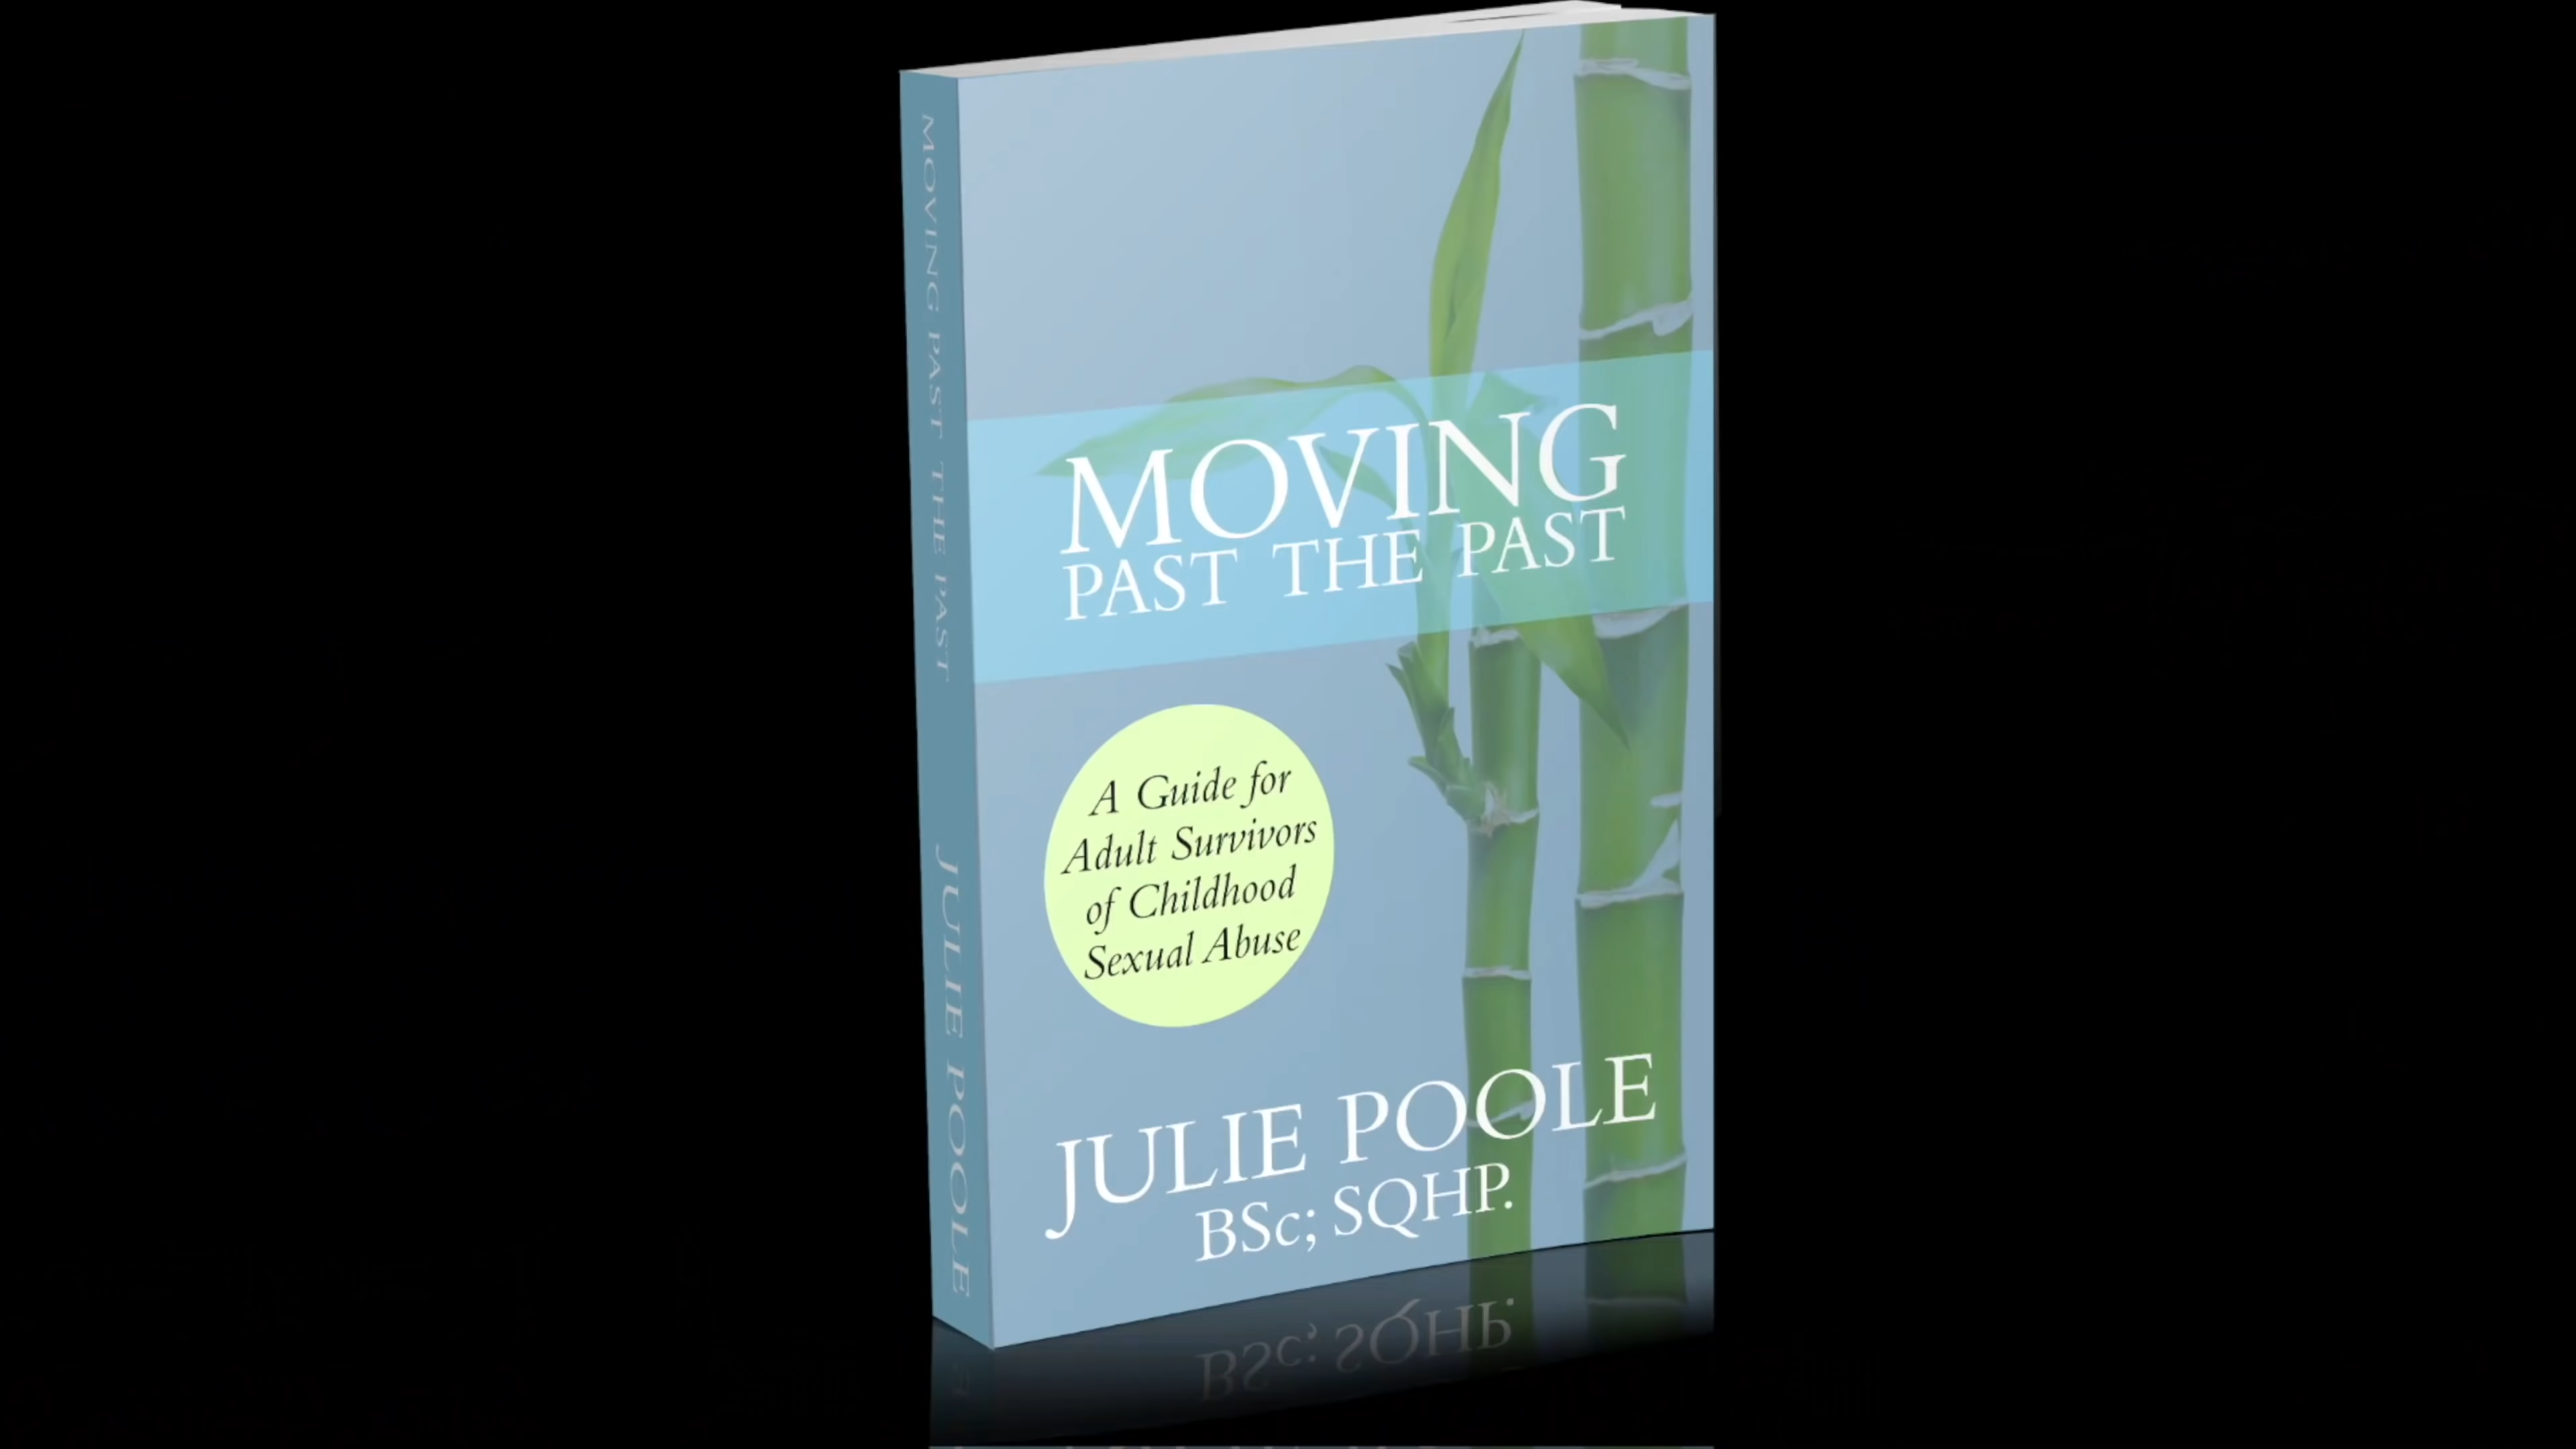 MOVING PAST THE PAST
JULIE POOLE
MOVING
PAST THE PAST
A Guide for
Adult Survivors
of Childhood
Sexual Abuse
JULIE POOLE
BSc; SQHP.